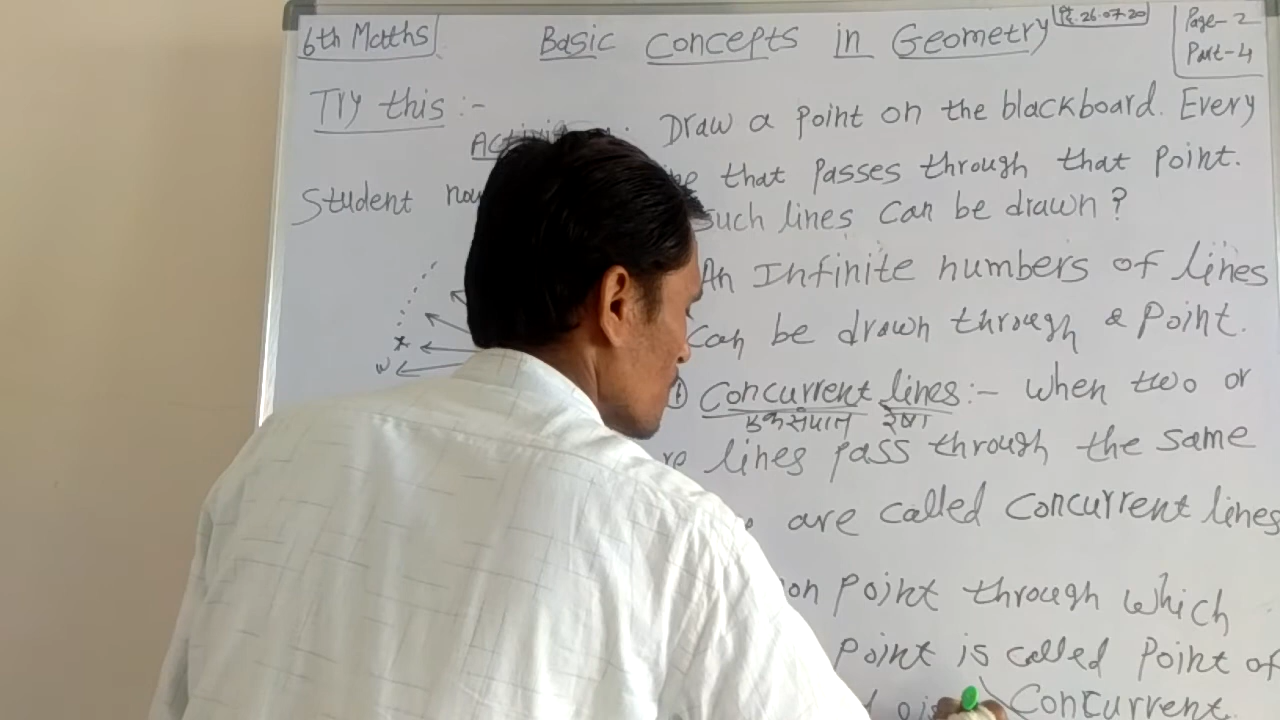 6th Maths
Basic Concepts in Geometry
दि. 26.07.20
Page-2
Part-4
Try this :-
Draw a point on the blackboard. Every
that passes through that point.
Student
such lines can be drawn ?
An Infinite numbers of lines
can be drawn through a point.
① Concurrent lines :- when two or
एकसंपात रेषा
lines pass through the same
are called Concurrent lines
point through which
point is called point of
Concurrent
W